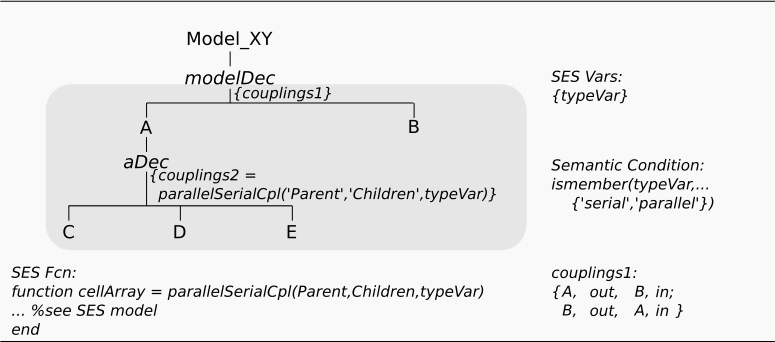 Model_XY
modelDec
{couplings1}
A
B
aDec
{couplings2 =
parallelSerialCpl('Parent','Children',typeVar)}
C D E
SES Vars:
{typeVar}
Semantic Condition:
ismember(typeVar,...
{'serial','parallel'})
SES Fcn:
function cellArray = parallelSerialCpl(Parent,Children,typeVar)
... %see SES model
end
couplings1:
{A, out, B, in;
B, out, A, in }